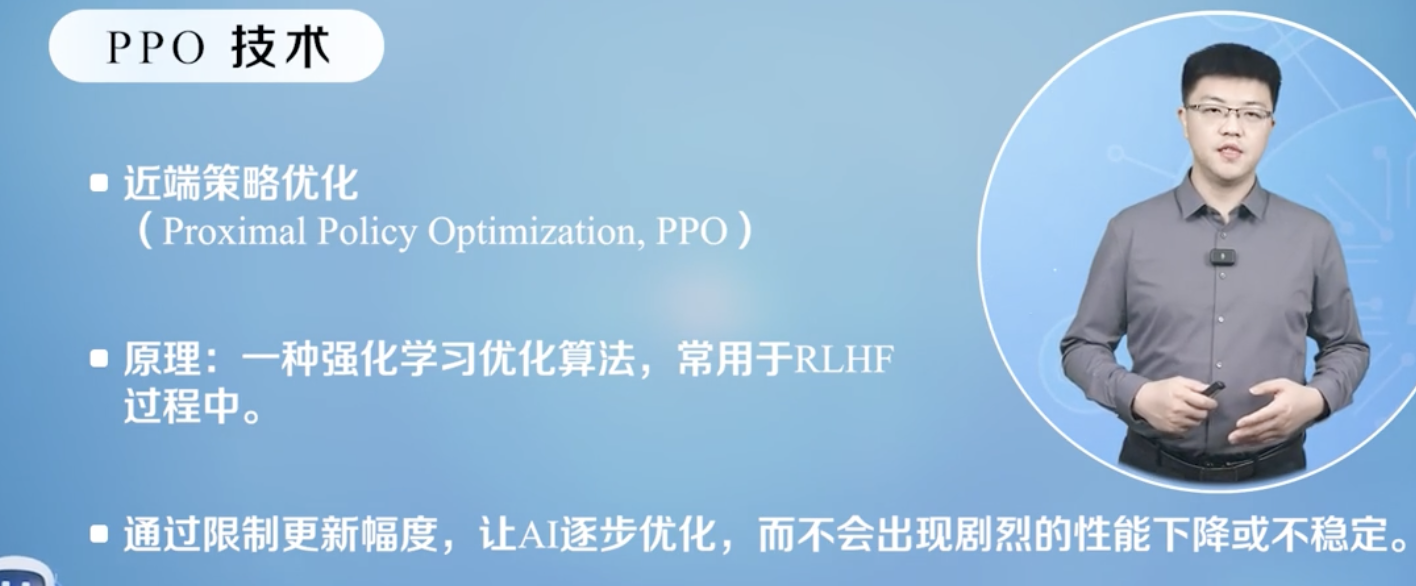 PPO 技术
近端策略优化
（Proximal Policy Optimization, PPO）
原理：一种强化学习优化算法，常用于RLHF
过程中。
通过限制更新幅度，让AI逐步优化，而不会出现剧烈的性能下降或不稳定。